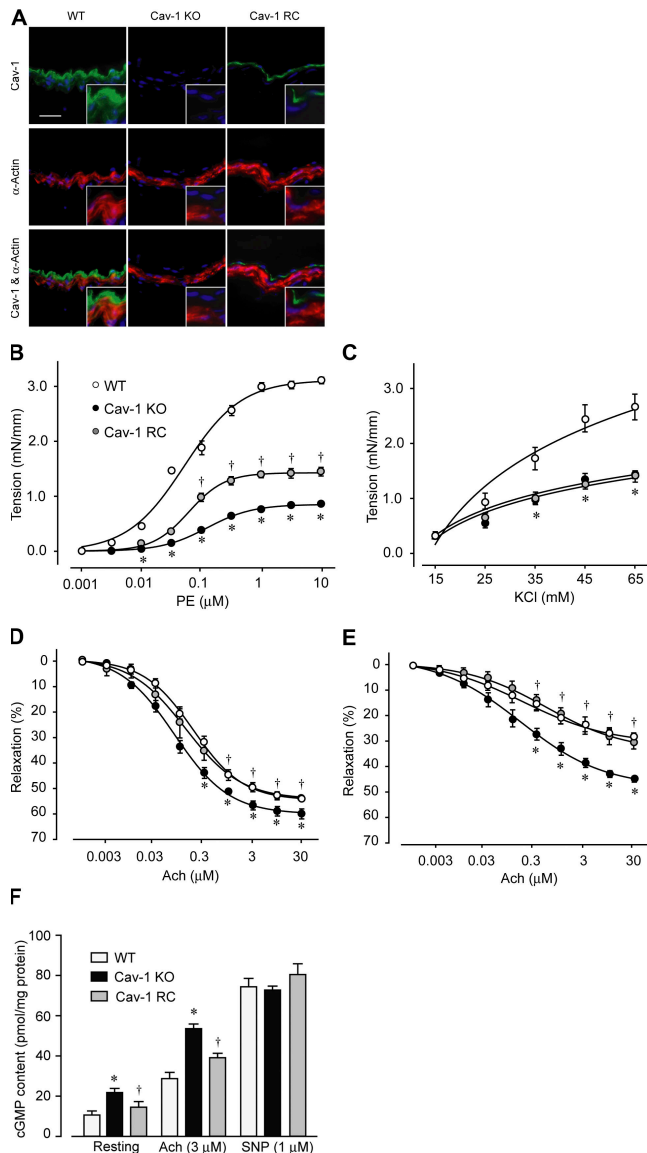 A
WT
Cav-1 KO
Cav-1 RC
Cav-1
α-Actin
Cav-1 & α-Actin
B
WT
Cav-1 KO
Cav-1 RC
Tension (mN/mm)
3.0
2.0
1.0
0.0
† † † † †
* * * * * * *
0.001 0.01 0.1 1 10
PE (μM)
C
Tension (mN/mm)
3.0
2.0
1.0
0.0
* * *
15 25 35 45 65
KCl (mM)
D
Relaxation (%)
0
10
20
30
40
50
60
70
† † † †
* * * * *
0.003 0.03 0.3 3 30
Ach (μM)
E
Relaxation (%)
0
10
20
30
40
50
60
70
† † † † †
* * * * *
0.003 0.03 0.3 3 30
Ach (μM)
F
WT
Cav-1 KO
Cav-1 RC
cGMP content (pmol/mg protein)
100
80
60
40
20
0
* †
* †
Resting Ach (3 μM) SNP (1 μM)